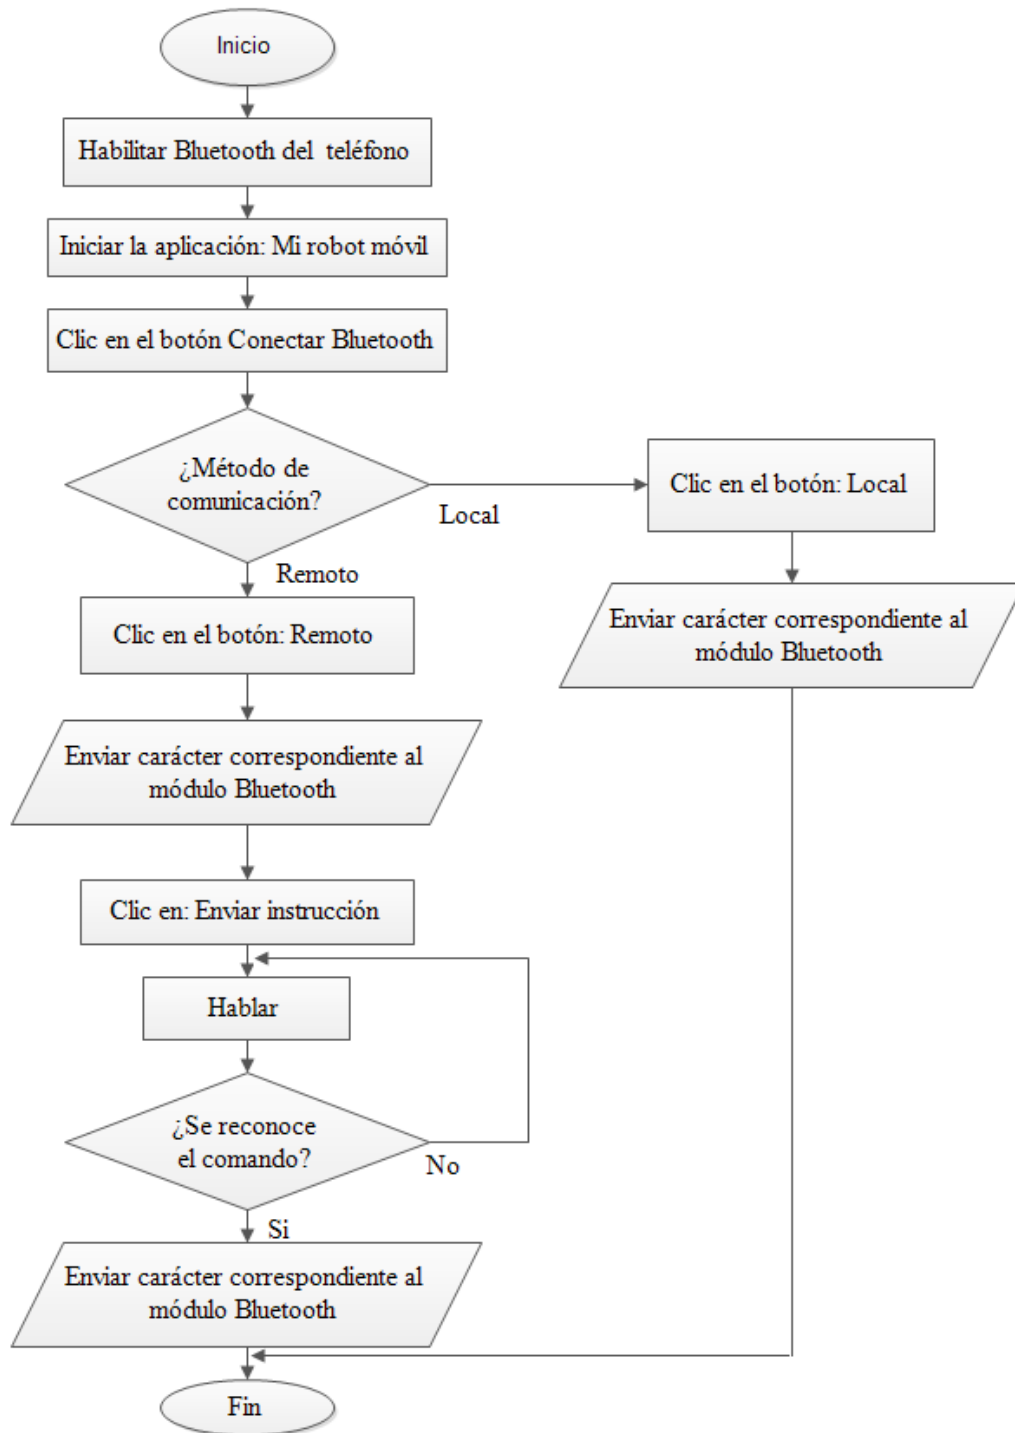 Inicio
Habilitar Bluetooth del teléfono
Iniciar la aplicación: Mi robot móvil
Clic en el botón Conectar Bluetooth
¿Método de
comunicación?
Local
Clic en el botón: Local
Enviar carácter correspondiente al
módulo Bluetooth
Remoto
Clic en el botón: Remoto
Enviar carácter correspondiente al
módulo Bluetooth
Clic en: Enviar instrucción
Hablar
¿Se reconoce
el comando?
No
Si
Enviar carácter correspondiente al
módulo Bluetooth
Fin